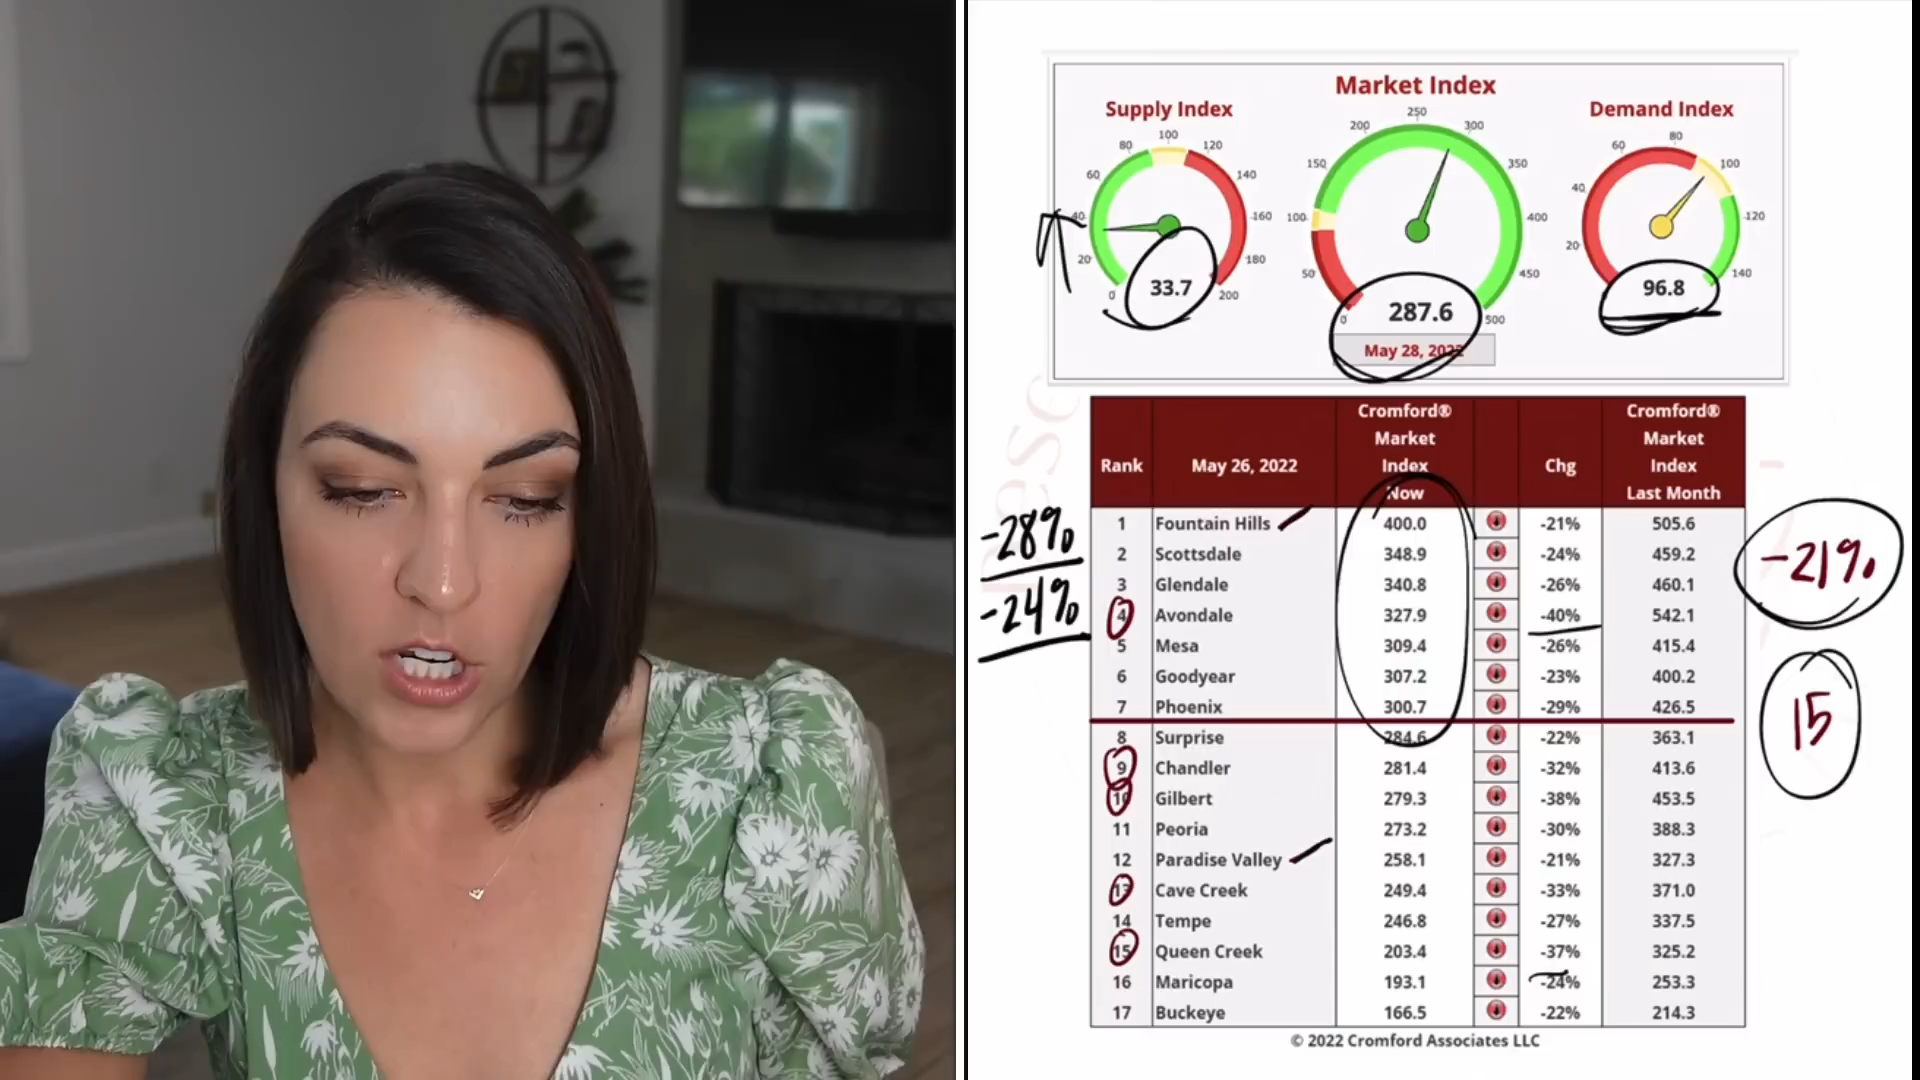 Market Index
Supply Index
Demand Index
0 20 40 60 80 100 120 140 160 180 200
0 50 100 150 200 250 300 350 400 450 500
20 40 60 80 100 120 140
33.7
287.6
96.8
May 28, 2022
Rank May 26, 2022 Cromford® Market Index Now Chg Cromford® Market Index Last Month
1 Fountain Hills 400.0 -21% 505.6
2 Scottsdale 348.9 -24% 459.2
3 Glendale 340.8 -26% 460.1
4 Avondale 327.9 -40% 542.1
5 Mesa 309.4 -26% 415.4
6 Goodyear 307.2 -23% 400.2
7 Phoenix 300.7 -29% 426.5
8 Surprise 284.6 -22% 363.1
9 Chandler 281.4 -32% 413.6
10 Gilbert 279.3 -38% 453.5
11 Peoria 273.2 -30% 388.3
12 Paradise Valley 258.1 -21% 327.3
13 Cave Creek 249.4 -33% 371.0
14 Tempe 246.8 -27% 337.5
15 Queen Creek 203.4 -37% 325.2
16 Maricopa 193.1 -24% 253.3
17 Buckeye 166.5 -22% 214.3
© 2022 Cromford Associates LLC
-28%
-24%
-21%
15